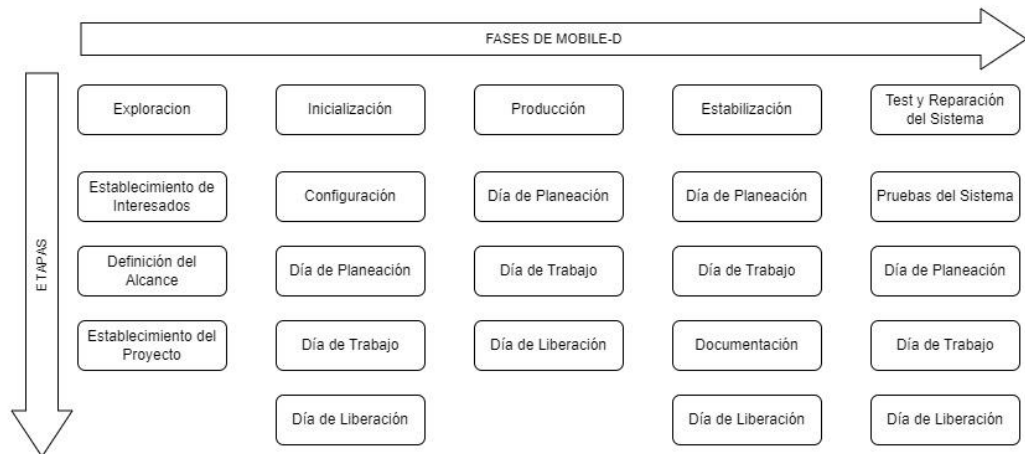 FASES DE MOBILE-D
ETAPAS
Exploracion
Inicialización
Producción
Estabilización
Test y Reparación
del Sistema
Establecimiento de
Interesados
Configuración
Día de Planeación
Día de Planeación
Pruebas del Sistema
Definición del
Alcance
Día de Planeación
Día de Trabajo
Día de Trabajo
Día de Planeación
Establecimiento del
Proyecto
Día de Trabajo
Día de Liberación
Documentación
Día de Trabajo
Día de Liberación
Día de Liberación
Día de Liberación